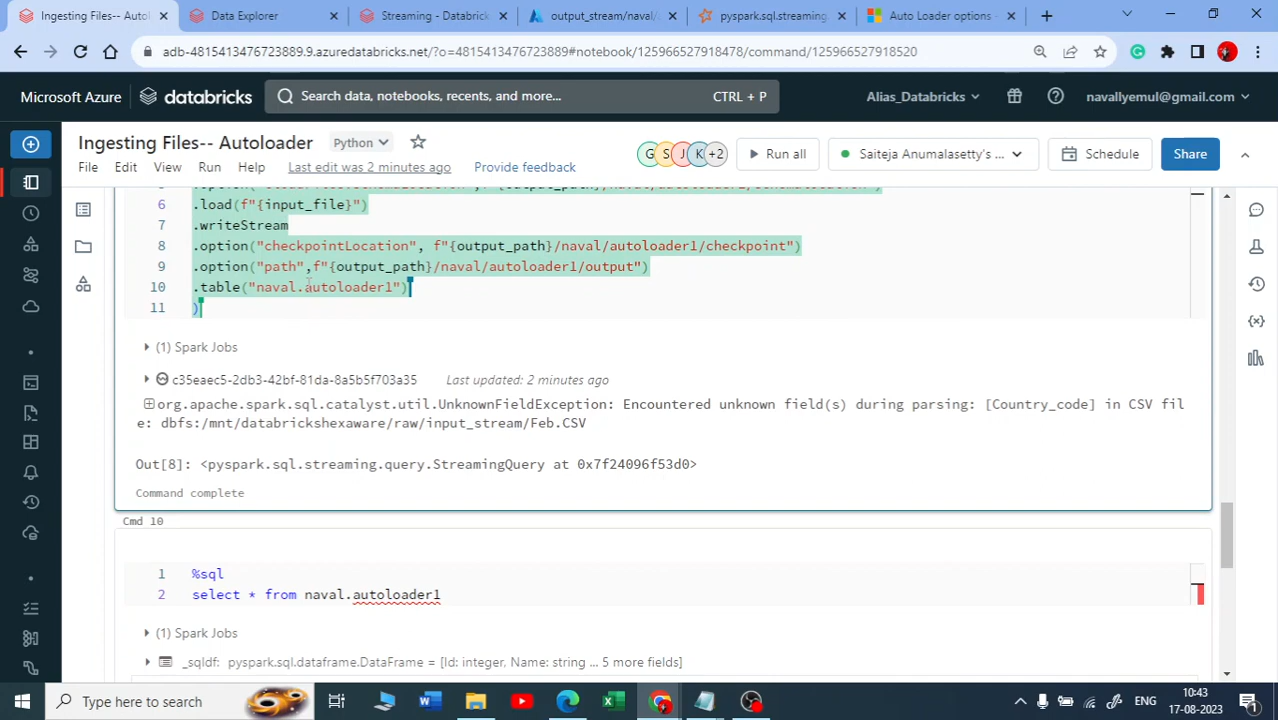 Ingesting Files-- Autol
Data Explorer
Streaming - Databrick
output_stream/naval/
pyspark.sql.streaming.
Auto Loader options -
adb-4815413476723889.9.azuredatabricks.net/?o=4815413476723889#notebook/125966527918478/command/125966527918520
Microsoft Azure
databricks
Search data, notebooks, recents, and more...
CTRL + P
Alias_Databricks
navallyemul@gmail.com
Ingesting Files-- Autoloader
Python
File Edit View Run Help
Last edit was 2 minutes ago
Provide feedback
G S K +2
Run all
Saiteja Anumalasetty's ...
Schedule
Share
6 .load(f"{input_file}")
7 .writeStream
8 .option("checkpointLocation", f"{output_path}/naval/autoloader1/checkpoint")
9 .option("path",f"{output_path}/naval/autoloader1/output")
10 .table("naval.autoloader1")
11 )
(1) Spark Jobs
c35eaec5-2db3-42bf-81da-8a5b5f703a35 Last updated: 2 minutes ago
org.apache.spark.sql.catalyst.util.UnknownFieldException: Encountered unknown field(s) during parsing: [Country_code] in CSV fil
e: dbfs:/mnt/databrickshexaware/raw/input_stream/Feb.CSV
Out[8]: <pyspark.sql.streaming.query.StreamingQuery at 0x7f24096f53d0>
Command complete
Cmd 10
1 %sql
2 select * from naval.autoloader1
(1) Spark Jobs
_sqldf: pyspark.sql.dataframe.DataFrame = [Id: integer, Name: string ... 5 more fields]
Type here to search
ENG
10:43
17-08-2023
1